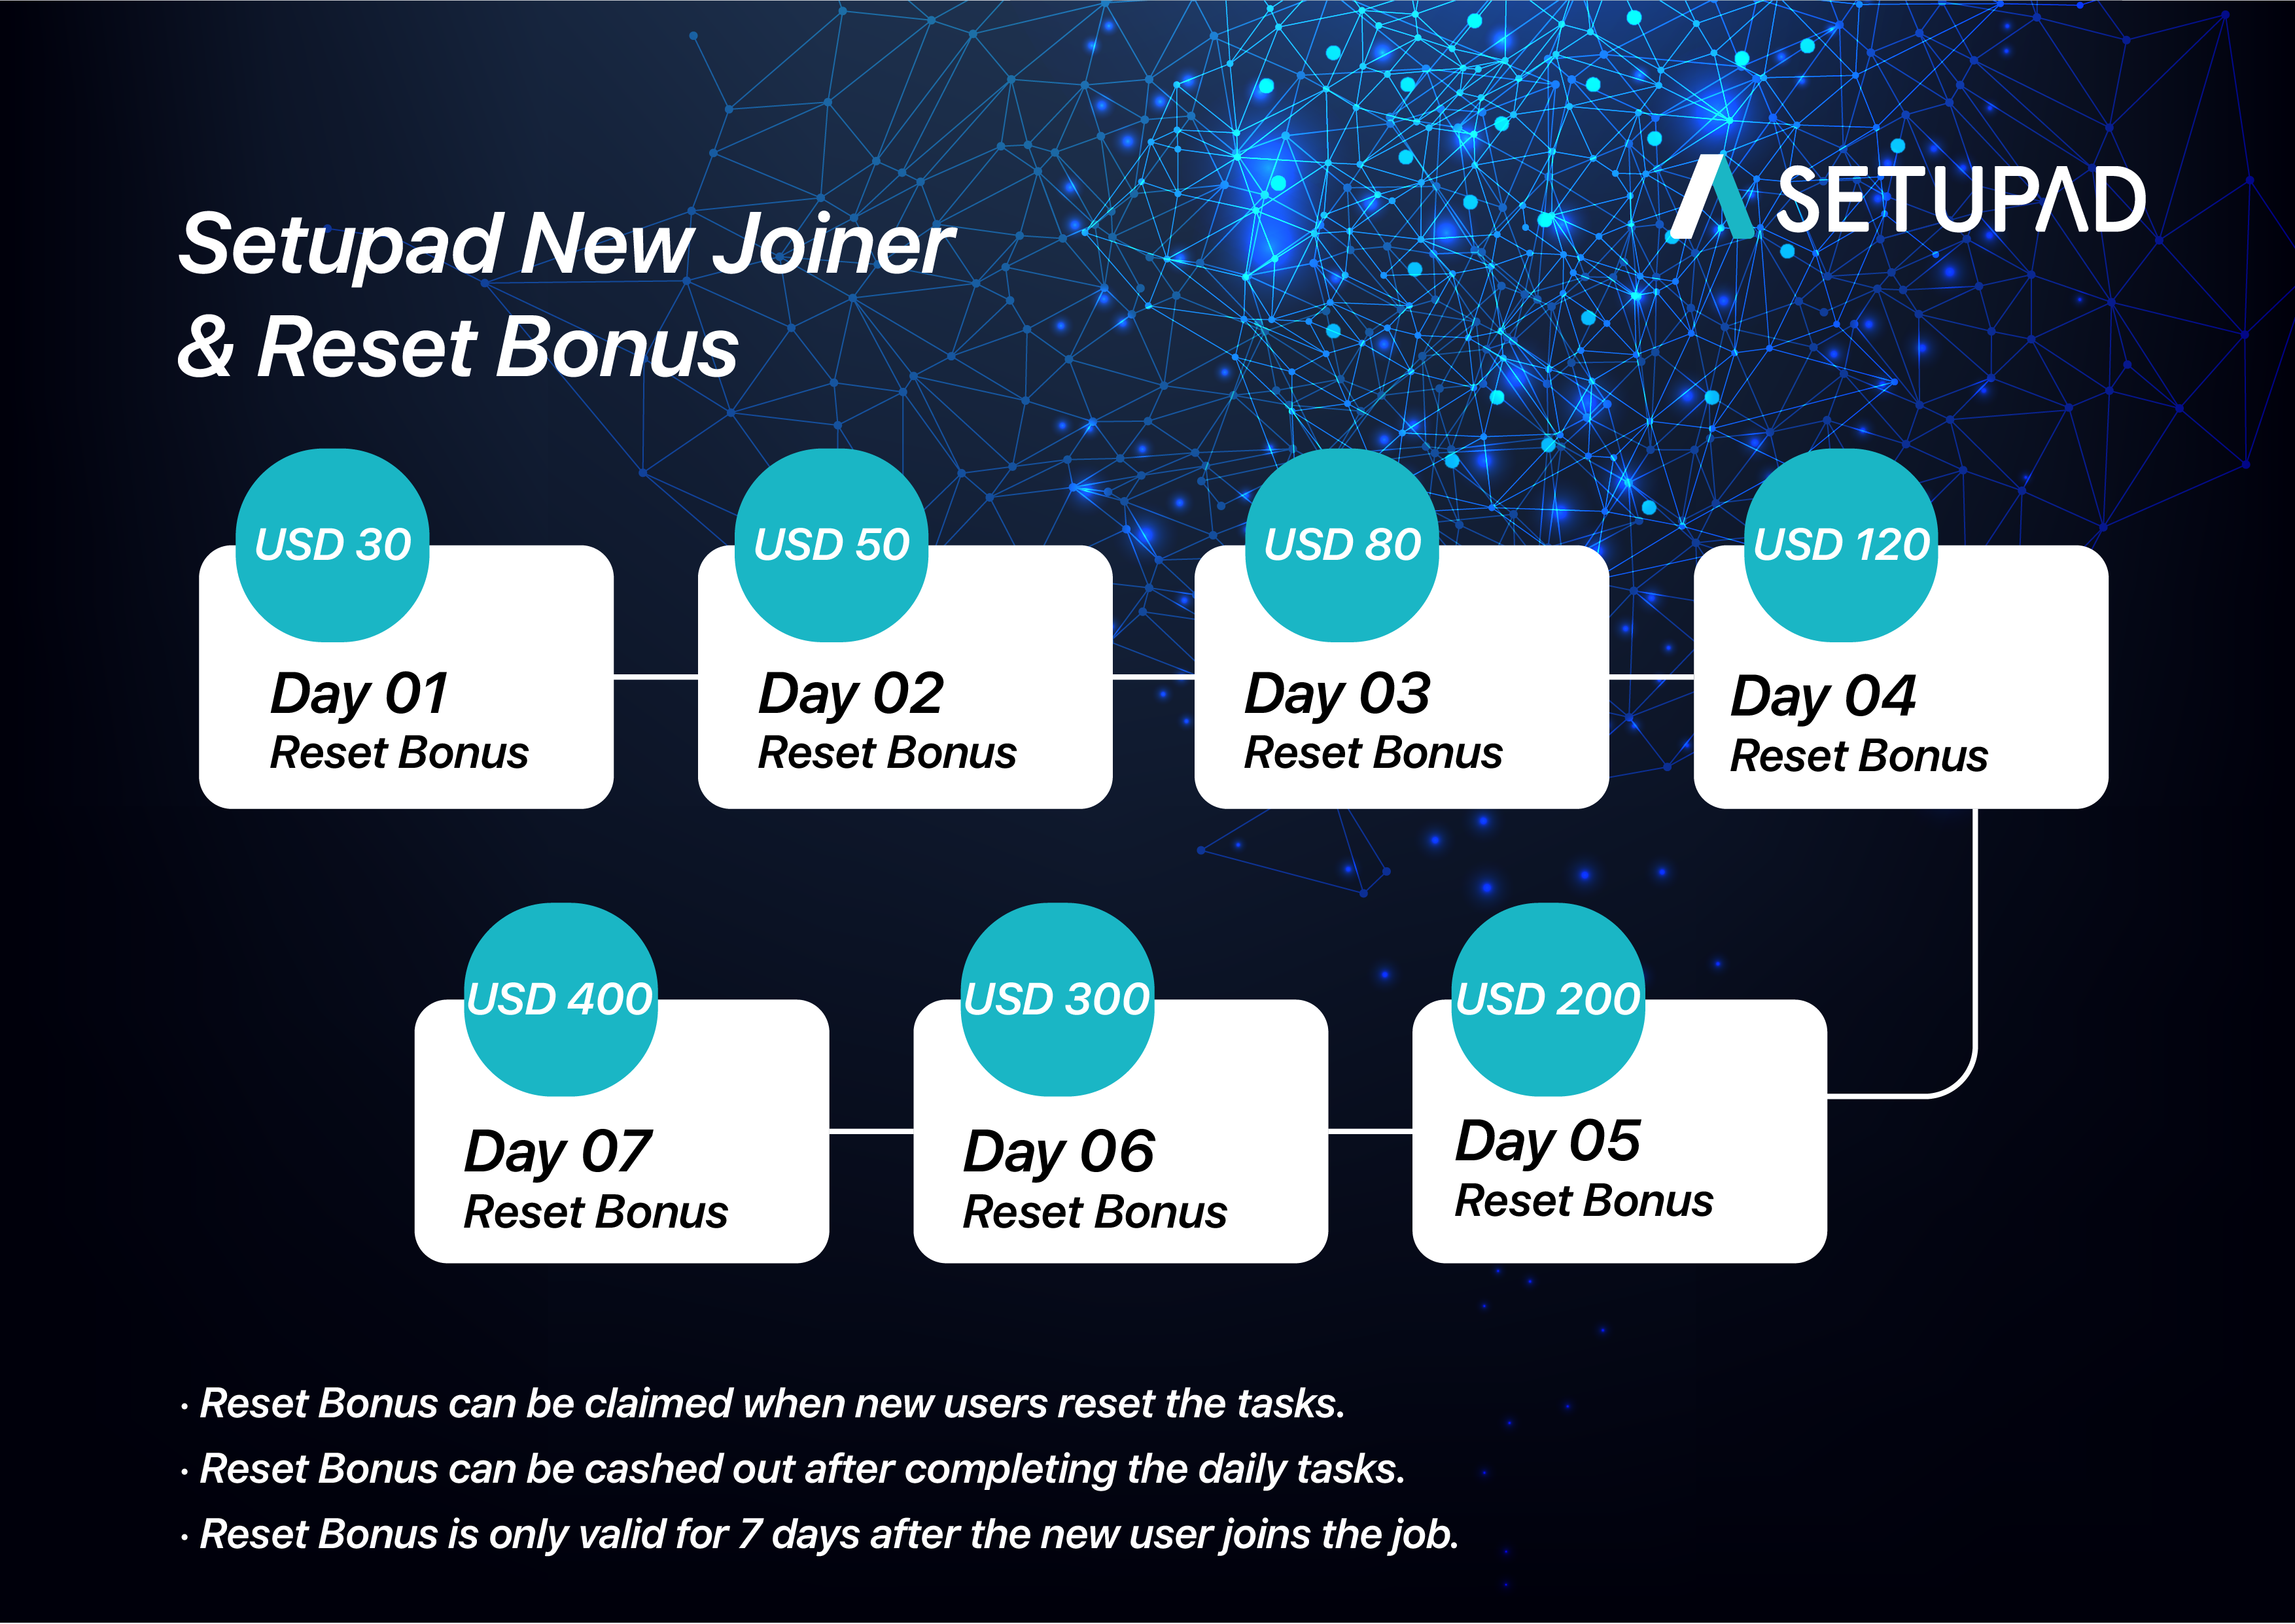 SETUPAD
Setupad New Joiner
& Reset Bonus
USD 30
Day 01
Reset Bonus
USD 50
Day 02
Reset Bonus
USD 80
Day 03
Reset Bonus
USD 120
Day 04
Reset Bonus
USD 400
Day 07
Reset Bonus
USD 300
Day 06
Reset Bonus
USD 200
Day 05
Reset Bonus
· Reset Bonus can be claimed when new users reset the tasks.
· Reset Bonus can be cashed out after completing the daily tasks.
· Reset Bonus is only valid for 7 days after the new user joins the job.